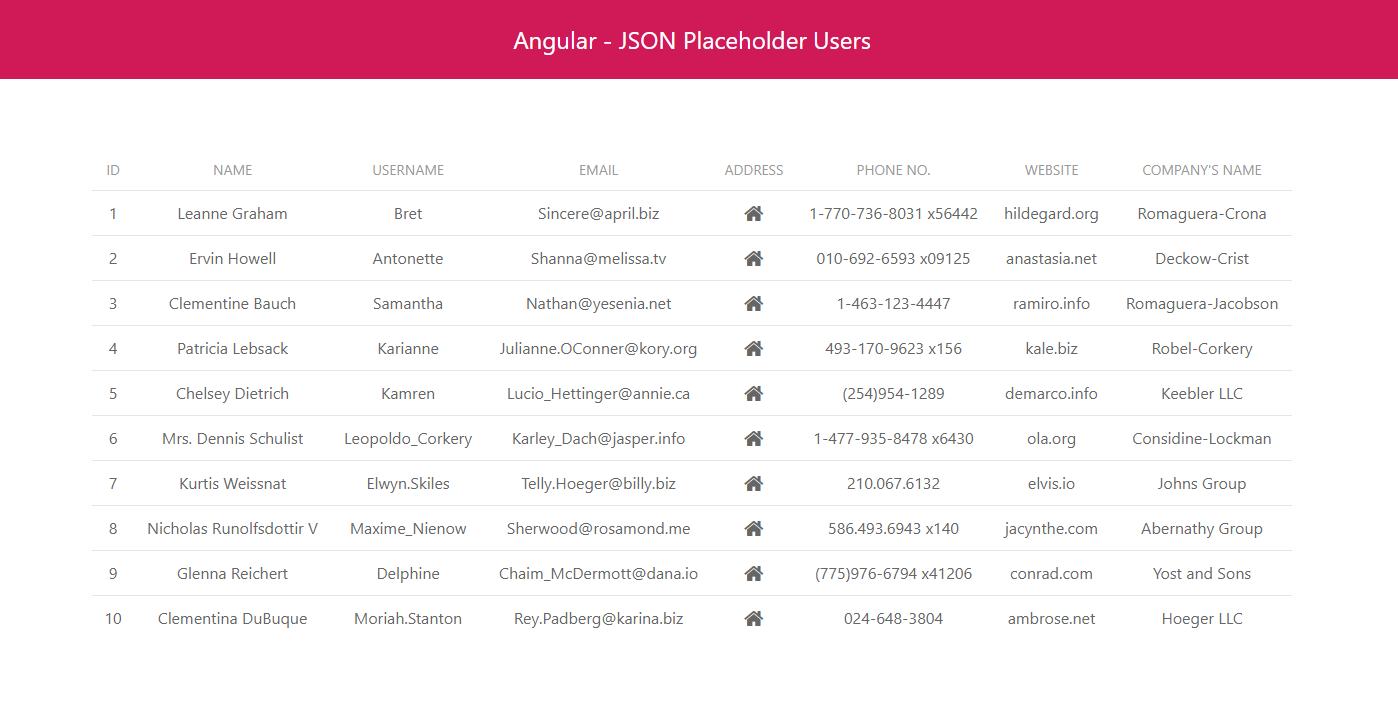 Angular - JSON Placeholder Users
ID NAME USERNAME EMAIL ADDRESS PHONE NO. WEBSITE COMPANY'S NAME
1 Leanne Graham Bret Sincere@april.biz 1-770-736-8031 x56442 hildegard.org Romaguera-Crona
2 Ervin Howell Antonette Shanna@melissa.tv 010-692-6593 x09125 anastasia.net Deckow-Crist
3 Clementine Bauch Samantha Nathan@yesenia.net 1-463-123-4447 ramiro.info Romaguera-Jacobson
4 Patricia Lebsack Karianne Julianne.OConner@kory.org 493-170-9623 x156 kale.biz Robel-Corkery
5 Chelsey Dietrich Kamren Lucio_Hettinger@annie.ca (254)954-1289 demarco.info Keebler LLC
6 Mrs. Dennis Schulist Leopoldo_Corkery Karley_Dach@jasper.info 1-477-935-8478 x6430 ola.org Considine-Lockman
7 Kurtis Weissnat Elwyn.Skiles Telly.Hoeger@billy.biz 210.067.6132 elvis.io Johns Group
8 Nicholas Runolfsdottir V Maxime_Nienow Sherwood@rosamond.me 586.493.6943 x140 jacynthe.com Abernathy Group
9 Glenna Reichert Delphine Chaim_McDermott@dana.io (775)976-6794 x41206 conrad.com Yost and Sons
10 Clementina DuBuque Moriah.Stanton Rey.Padberg@karina.biz 024-648-3804 ambrose.net Hoeger LLC